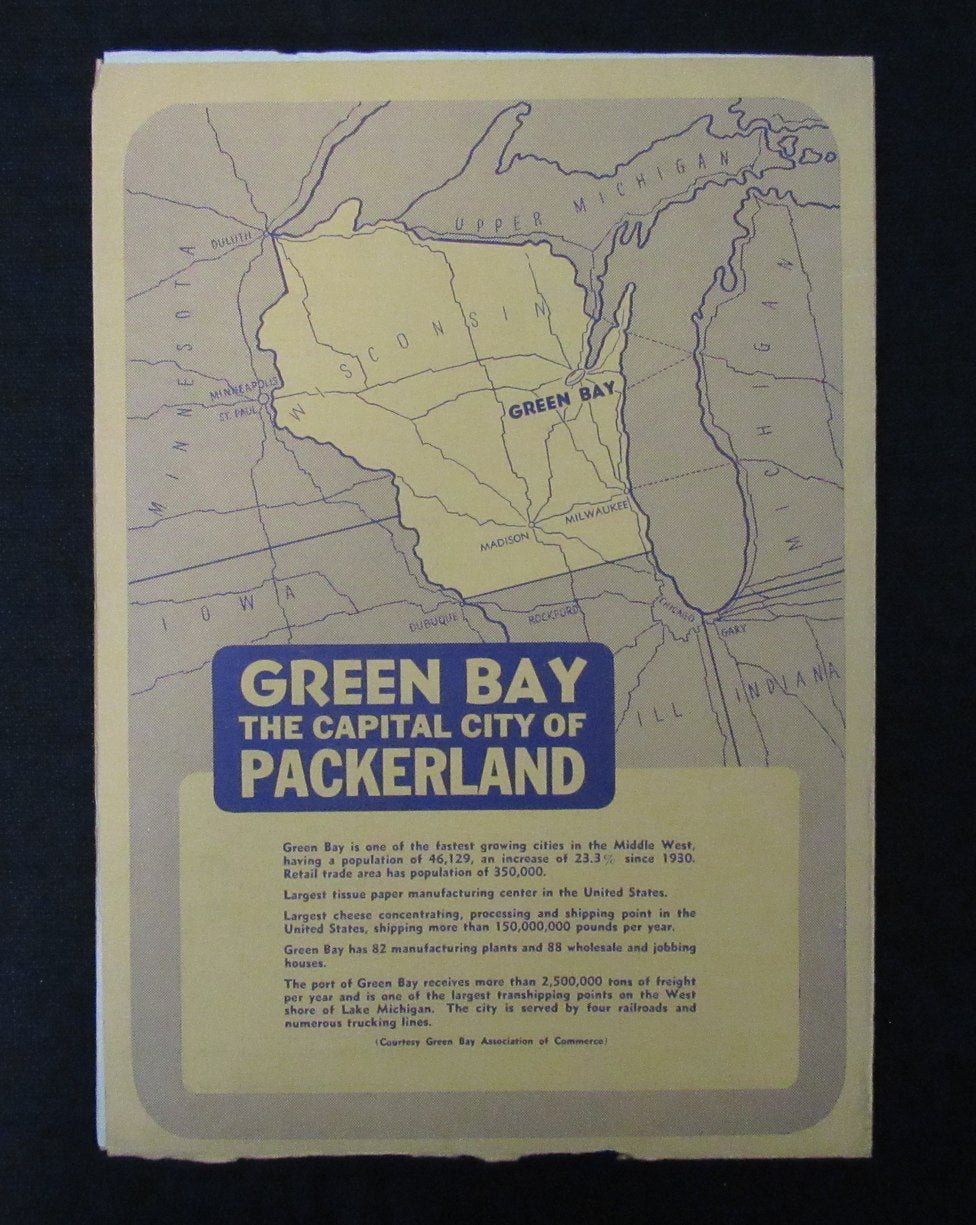 UPPER MICHIGAN
DULUTH
MINNESOTA
WISCONSIN
MICHIGAN
MINNEAPOLIS
ST. PAUL
GREEN BAY
MILWAUKEE
MADISON
IOWA
DUBUQUE
ROCKFORD
CHICAGO
GARY
ILL
INDIANA
GREEN BAY
THE CAPITAL CITY OF
PACKERLAND
Green Bay is one of the fastest growing cities in the Middle West,
having a population of 46,129, an increase of 23.3% since 1930.
Retail trade area has population of 350,000.
Largest tissue paper manufacturing center in the United States.
Largest cheese concentrating, processing and shipping point in the
United States, shipping more than 150,000,000 pounds per year.
Green Bay has 82 manufacturing plants and 88 wholesale and jobbing
houses.
The port of Green Bay receives more than 2,500,000 tons of freight
per year and is one of the largest transhipping points on the West
shore of Lake Michigan. The city is served by four railroads and
numerous trucking lines.
(Courtesy Green Bay Association of Commerce)